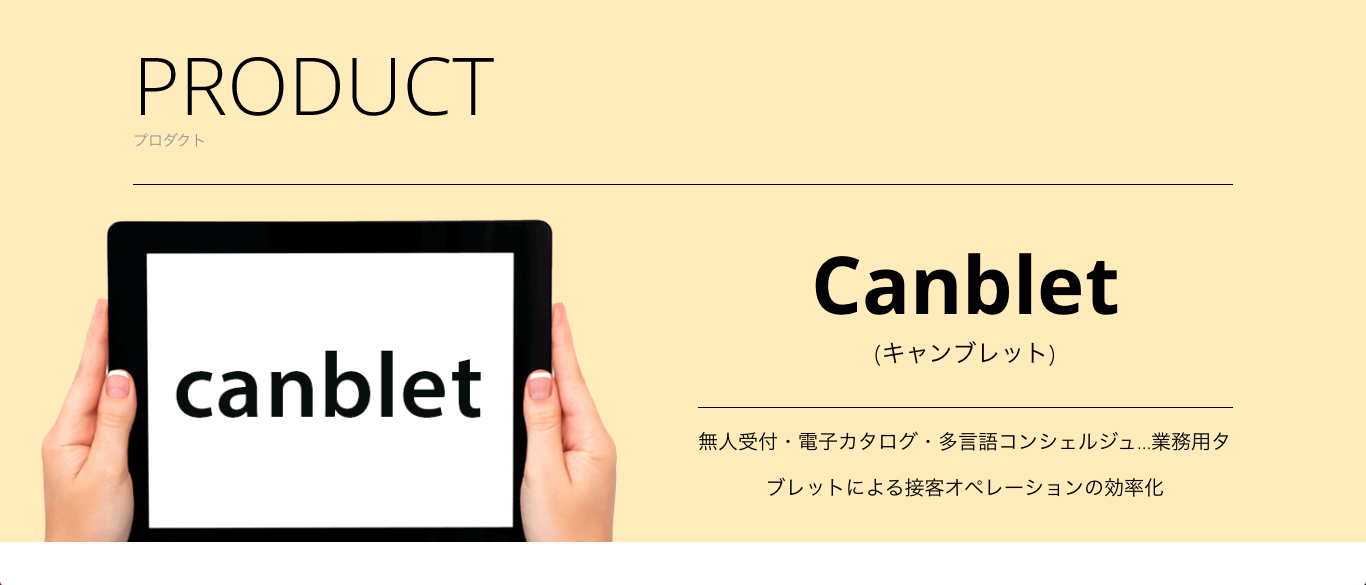 PRODUCT
プロダクト
canblet
Canblet
(キャンブレット)
無人受付・電子カタログ・多言語コンシェルジュ...業務用タ
ブレットによる接客オペレーションの効率化